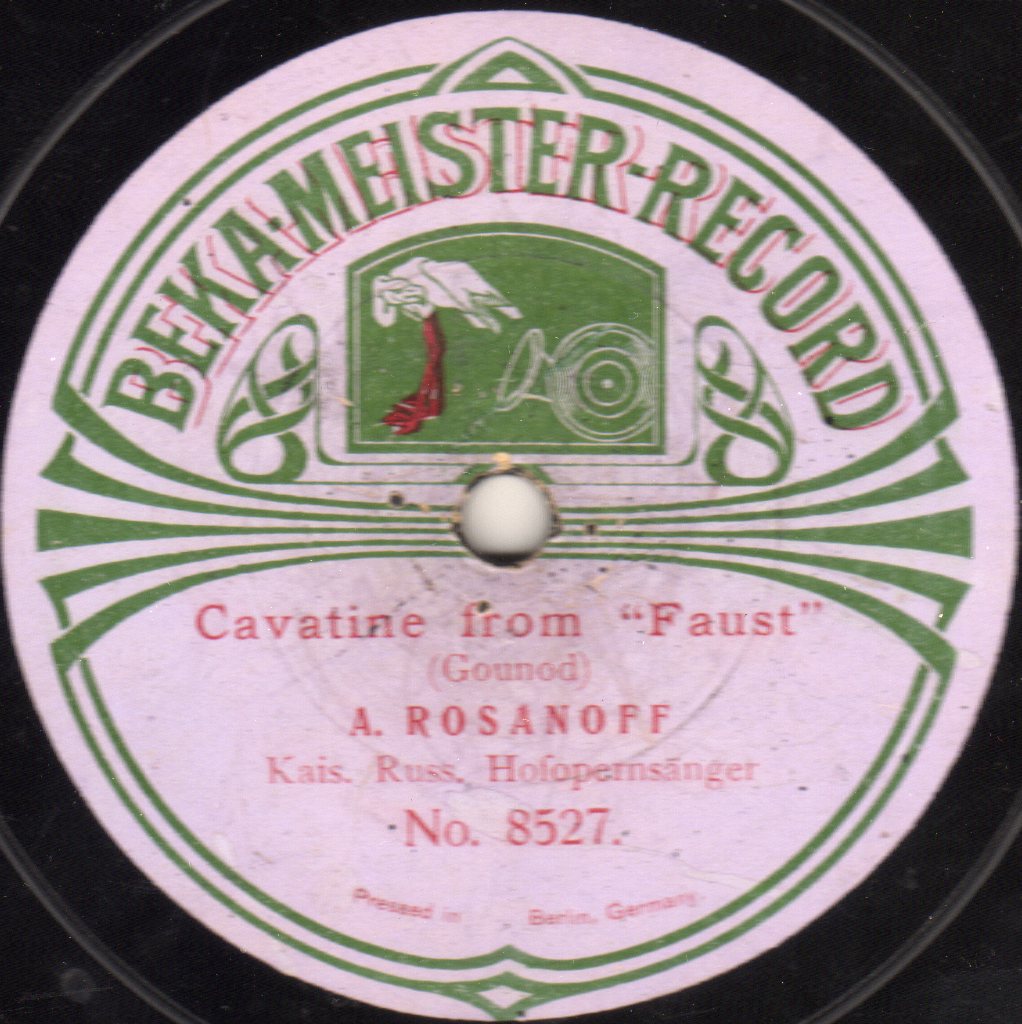 BEKA-MEISTER-RECORD
Cavatine from “Faust”
(Gounod)
A. ROSANOFF
Kais. Russ. Hofopernsänger
No. 8527.
Pressed in Berlin, Germany.